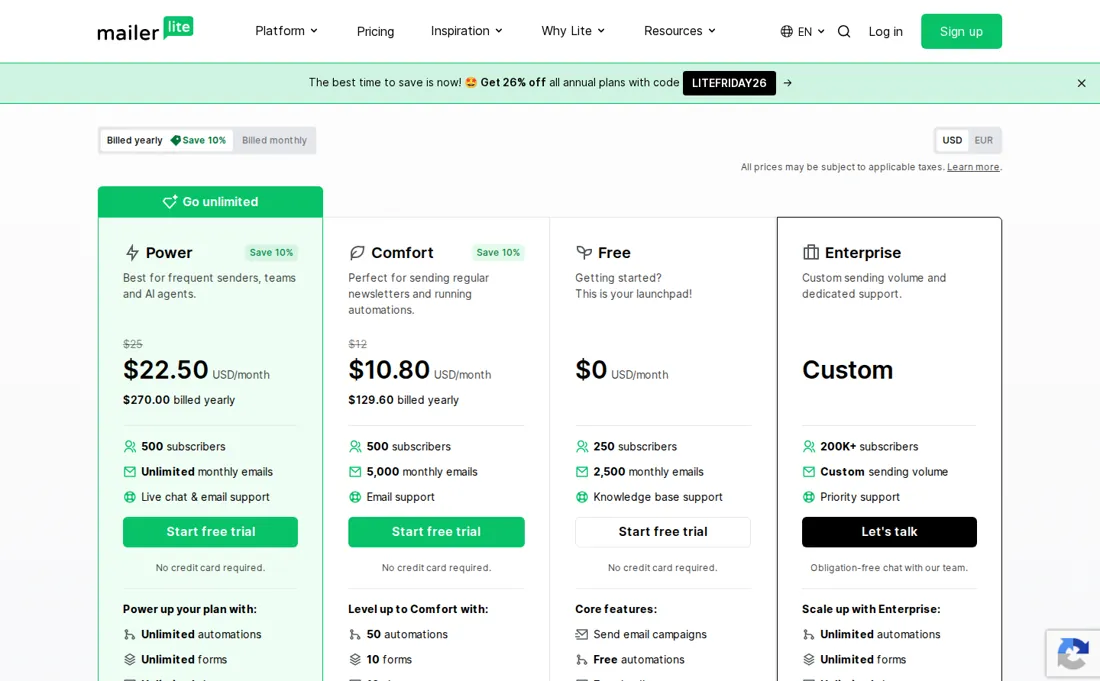 mailer lite
Platform
Pricing
Inspiration
Why Lite
Resources
EN
Log in
Sign up
The best time to save is now! 🤩 Get 26% off all annual plans with code LITEFRIDAY26 →
Billed yearly Save 10% Billed monthly
USD EUR
All prices may be subject to applicable taxes. Learn more.
Go unlimited
Power Save 10%
Best for frequent senders, teams
and AI agents.
$25
$22.50 USD/month
$270.00 billed yearly
500 subscribers
Unlimited monthly emails
Live chat & email support
Start free trial
No credit card required.
Power up your plan with:
Unlimited automations
Unlimited forms
Comfort Save 10%
Perfect for sending regular
newsletters and running
automations.
$12
$10.80 USD/month
$129.60 billed yearly
500 subscribers
5,000 monthly emails
Email support
Start free trial
No credit card required.
Level up to Comfort with:
50 automations
10 forms
Free
Getting started?
This is your launchpad!
$0 USD/month
250 subscribers
2,500 monthly emails
Knowledge base support
Start free trial
No credit card required.
Core features:
Send email campaigns
Free automations
Enterprise
Custom sending volume and
dedicated support.
Custom
200K+ subscribers
Custom sending volume
Priority support
Let's talk
Obligation-free chat with our team.
Scale up with Enterprise:
Unlimited automations
Unlimited forms